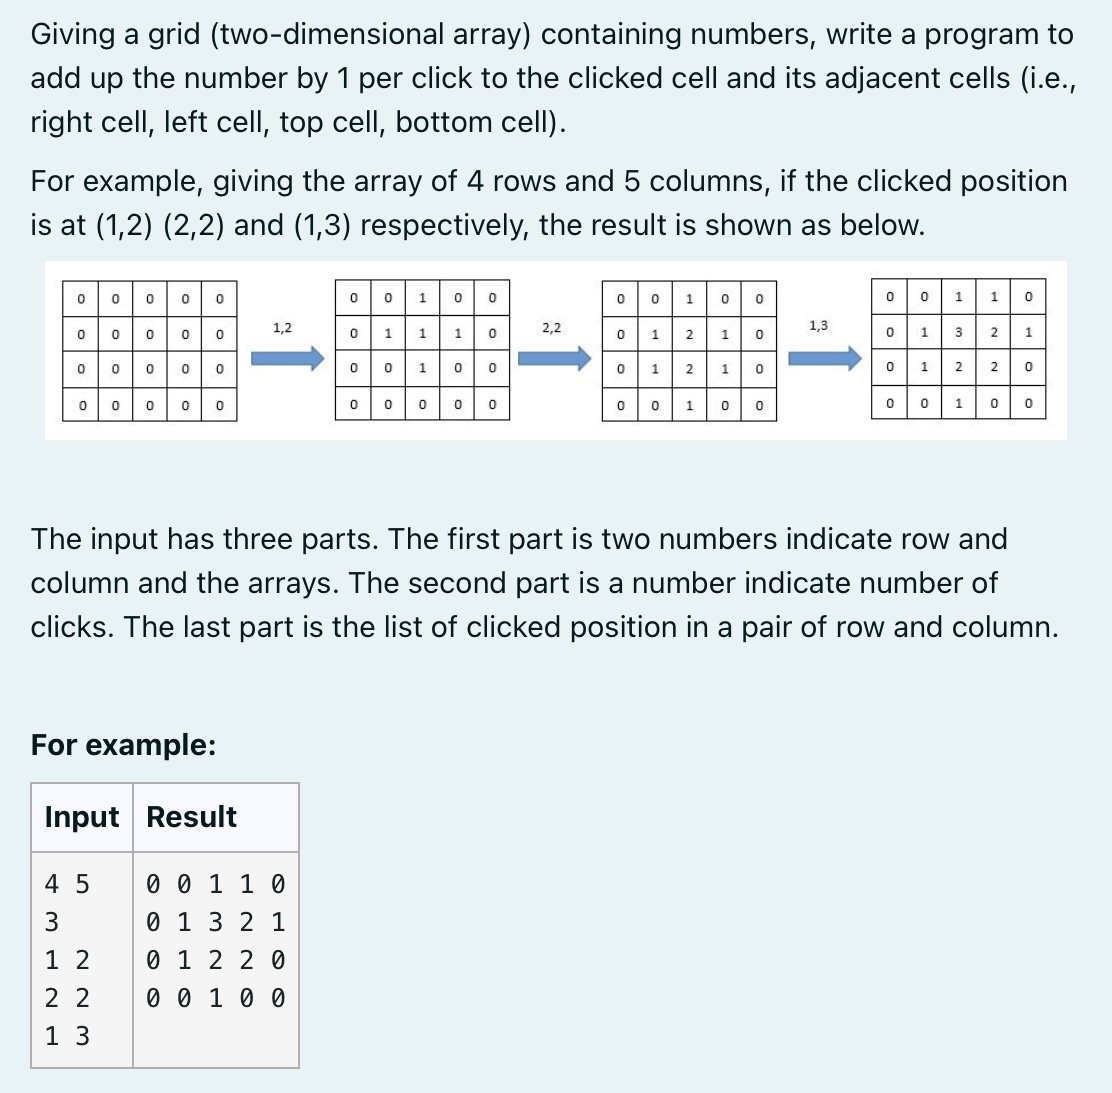 Giving a grid (two-dimensional array) containing numbers, write a program to
add up the number by 1 per click to the clicked cell and its adjacent cells (i.e.,
right cell, left cell, top cell, bottom cell).
For example, giving the array of 4 rows and 5 columns, if the clicked position
is at (1,2) (2,2) and (1,3) respectively, the result is shown as below.
0 0 0 0 0
0 0 0 0 0
0 0 0 0 0
0 0 0 0 0
1,2
0 0 1 0 0
0 1 1 1 0
0 0 1 0 0
0 0 0 0 0
2,2
0 0 1 0 0
0 1 2 1 0
0 1 2 1 0
0 0 1 0 0
1,3
0 0 1 1 0
0 1 3 2 1
0 1 2 2 0
0 0 1 0 0
The input has three parts. The first part is two numbers indicate row and
column and the arrays. The second part is a number indicate number of
clicks. The last part is the list of clicked position in a pair of row and column.
For example:
Input Result
4 5
3
1 2
2 2
1 3
0 0 1 1 0
0 1 3 2 1
0 1 2 2 0
0 0 1 0 0